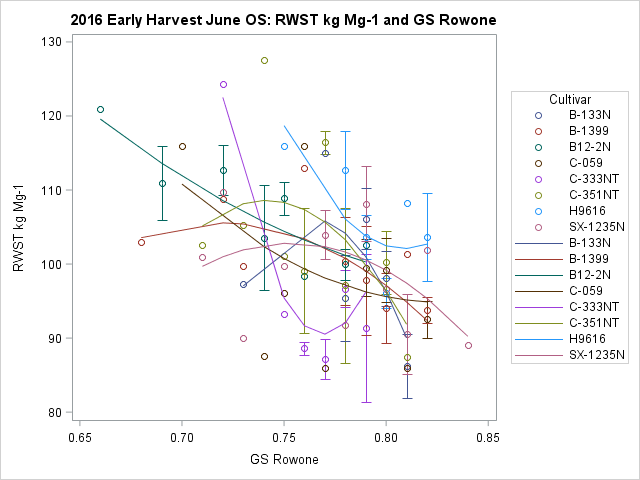 2016 Early Harvest June OS: RWST kg Mg-1 and GS Rowone
130
120
110
100
90
80
RWST kg Mg-1
0.65 0.70 0.75 0.80 0.85
GS Rowone
Cultivar
B-133N
B-1399
B12-2N
C-059
C-333NT
C-351NT
H9616
SX-1235N
B-133N
B-1399
B12-2N
C-059
C-333NT
C-351NT
H9616
SX-1235N